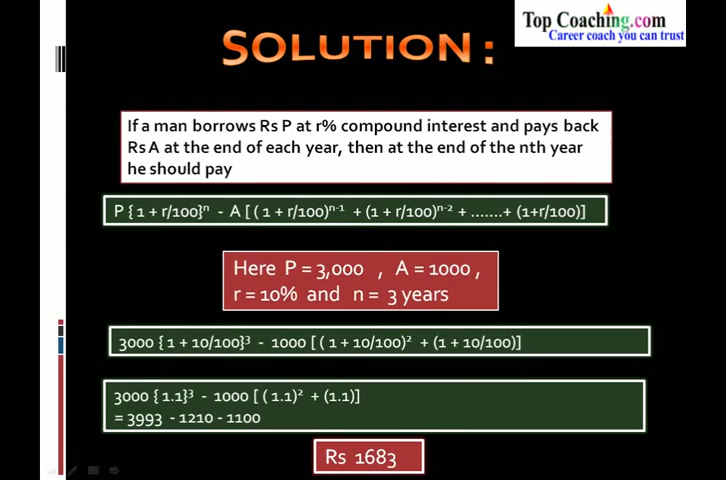 Top Coaching.com
Career coach you can trust
SOLUTION :
If a man borrows Rs P at r% compound interest and pays back
Rs A at the end of each year, then at the end of the nth year
he should pay
P { 1 + r/100}ⁿ - A [ ( 1 + r/100)ⁿ⁻¹ + (1 + r/100)ⁿ⁻² + .......+ (1+r/100)]
Here P = 3,000 , A = 1000 ,
r = 10% and n = 3 years
3000 { 1 + 10/100}³ - 1000 [ ( 1 + 10/100)² + (1 + 10/100)]
3000 { 1.1}³ - 1000 [ ( 1.1)² + (1.1)]
= 3993 - 1210 - 1100
Rs 1683